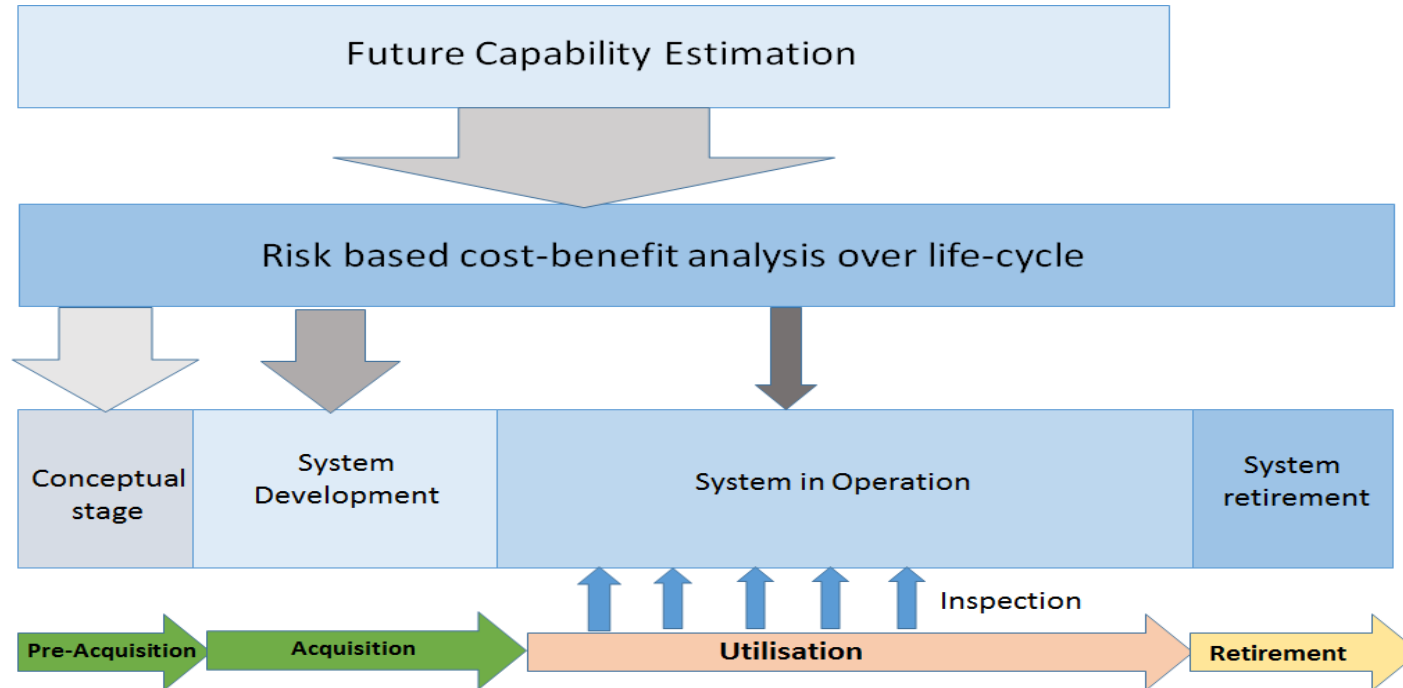 Future Capability Estimation
Risk based cost-benefit analysis over life-cycle
Conceptual
stage
System
Development
System in Operation
System
retirement
Inspection
Pre-Acquisition
Acquisition
Utilisation
Retirement